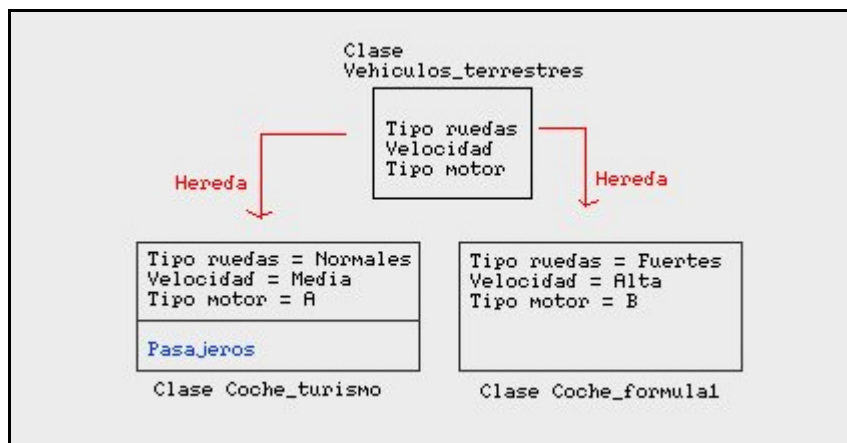 Clase
Vehiculos_terrestres
Tipo ruedas
Velocidad
Tipo motor
Hereda
Hereda
Tipo ruedas = Normales
Velocidad = Media
Tipo motor = A
Pasajeros
Clase Coche_turismo
Tipo ruedas = Fuertes
Velocidad = Alta
Tipo motor = B
Clase Coche_formula1